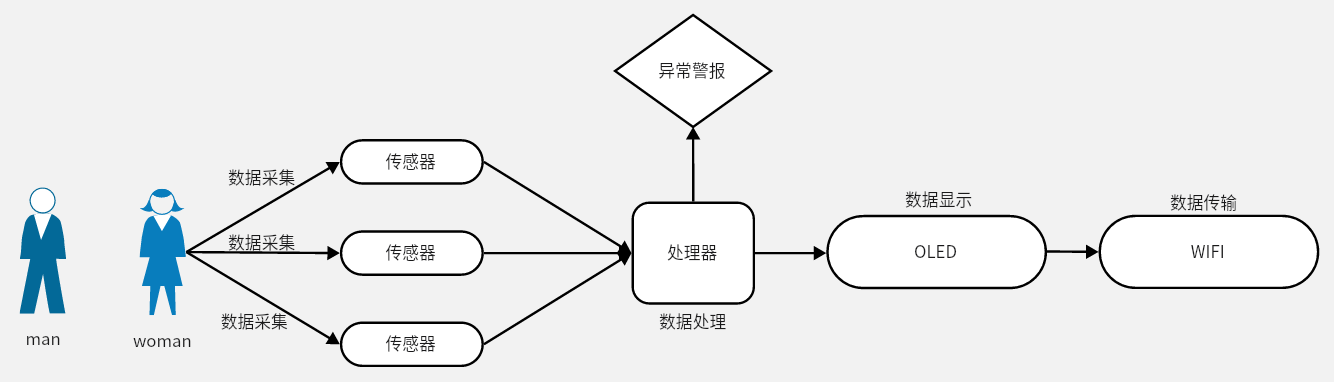 异常警报
数据采集
传感器
数据采集
传感器
数据采集
传感器
man
woman
处理器
数据处理
数据显示
OLED
数据传输
WIFI